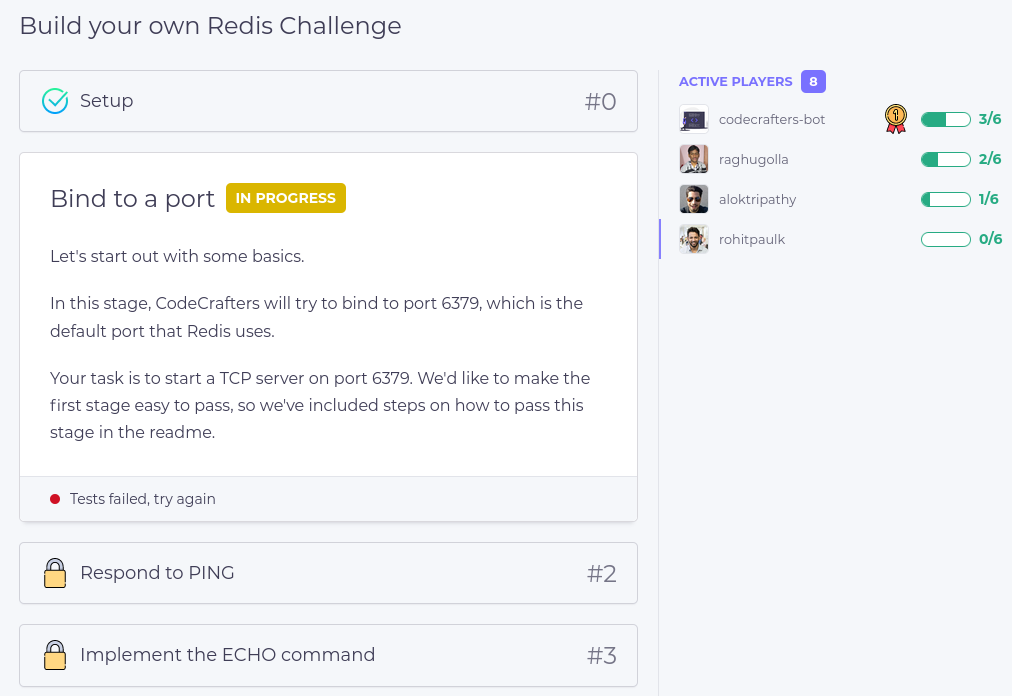 Build your own Redis Challenge
Setup
#0
Bind to a port
IN PROGRESS
Let's start out with some basics.
In this stage, CodeCrafters will try to bind to port 6379, which is the
default port that Redis uses.
Your task is to start a TCP server on port 6379. We'd like to make the
first stage easy to pass, so we've included steps on how to pass this
stage in the readme.
Tests failed, try again
Respond to PING
#2
Implement the ECHO command
#3
ACTIVE PLAYERS 8
codecrafters-bot
1
3/6
raghugolla
2/6
aloktripathy
1/6
rohitpaulk
0/6